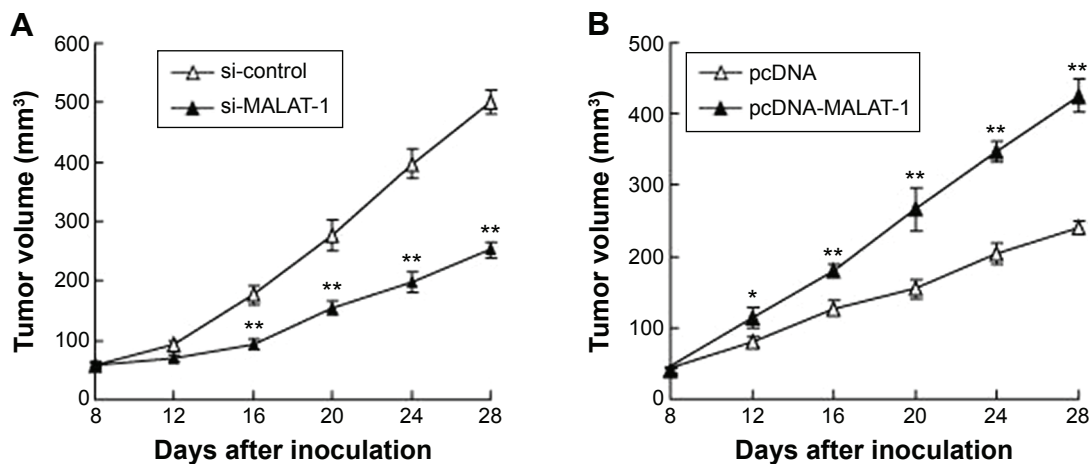 A
Tumor volume (mm³)
600
500
400
300
200
100
0
si-control
si-MALAT-1
**
**
**
**
8 12 16 20 24 28
Days after inoculation
B
Tumor volume (mm³)
500
400
300
200
100
0
pcDNA
pcDNA-MALAT-1
*
**
**
**
**
8 12 16 20 24 28
Days after inoculation